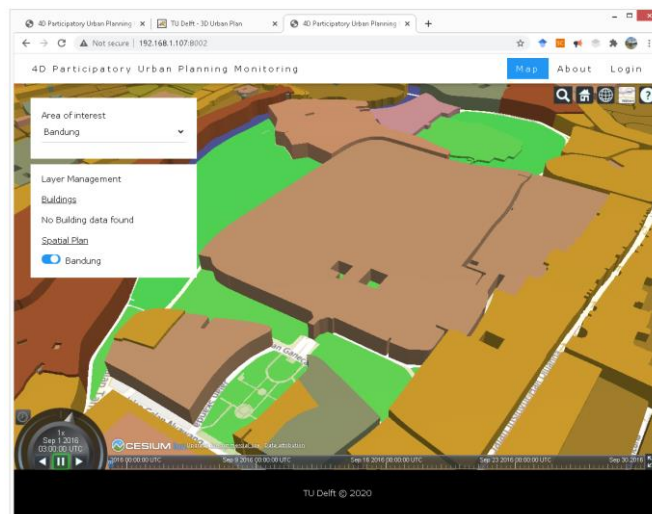 4D Participatory Urban Planning
TU Delft - 3D Urban Plan
4D Participatory Urban Planning
Not secure | 192.168.1.107:8002
4D Participatory Urban Planning Monitoring
Map
About
Login
Area of interest
Bandung
Layer Management
Buildings
No Building data found
Spatial Plan
Bandung
1x
Sep 1 2016
03:00:00 UTC
CESIUM
Data attribution
2016 00:00:00 UTC
Sep 8 2016 00:00:00 UTC
Sep 23 2016 00:00:00 UTC
Sep 30 2016
TU Delft © 2020